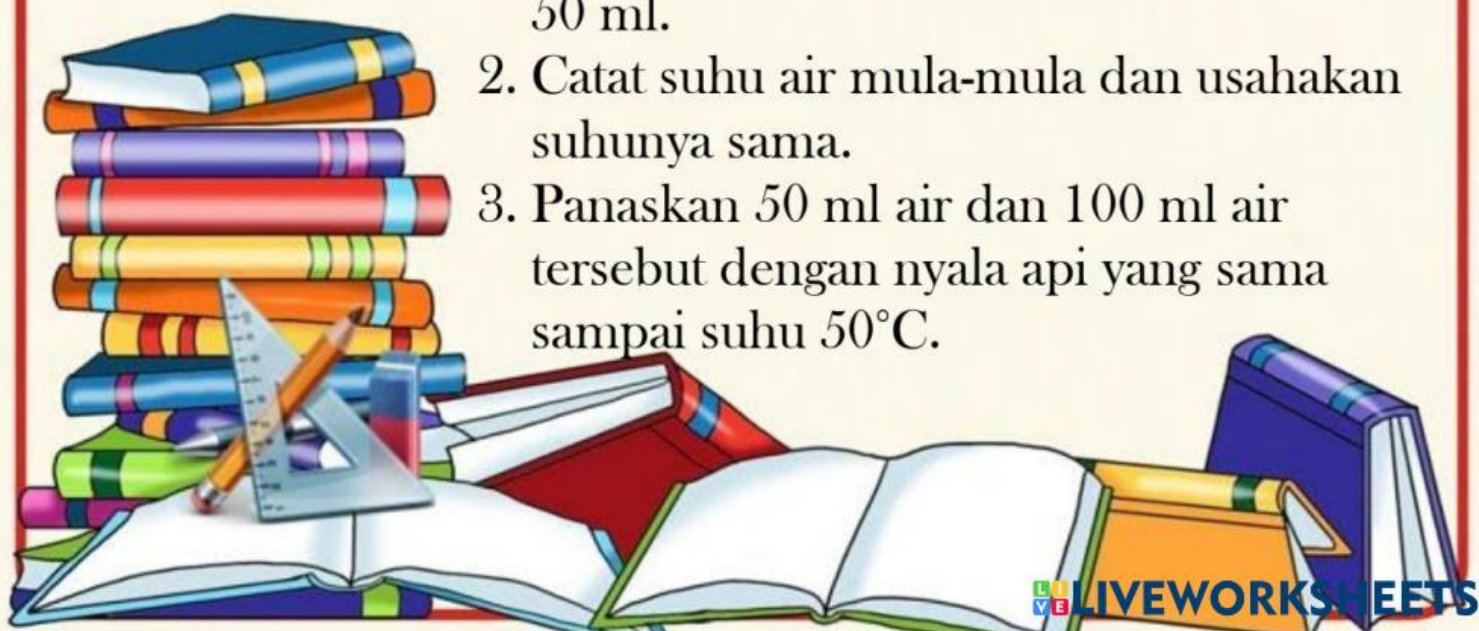 50 ml.
2. Catat suhu air mula-mula dan usahakan
suhunya sama.
3. Panaskan 50 ml air dan 100 ml air
tersebut dengan nyala api yang sama
sampai suhu 50°C.
LIVE LIVEWORKSHEETS